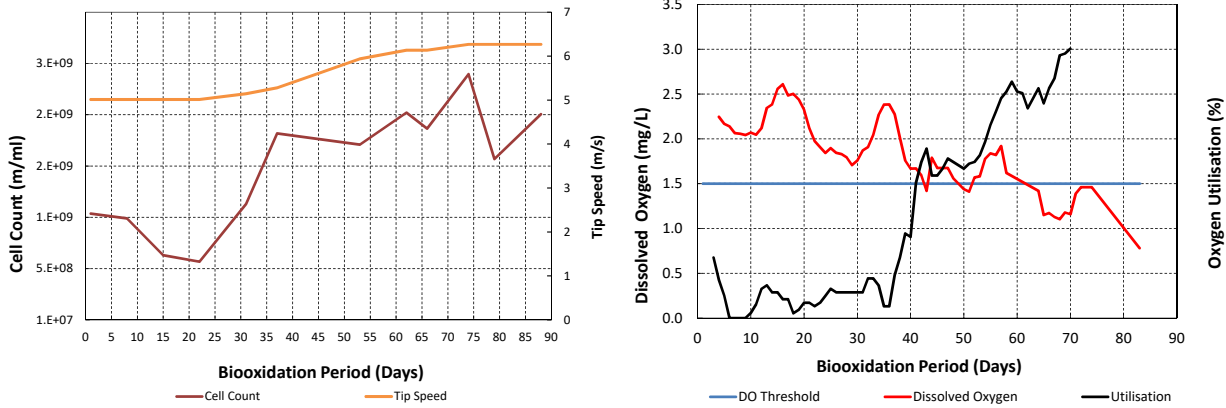 Cell Count (m/ml)
3.E+09
2.E+09
2.E+09
1.E+09
5.E+08
1.E+07
7
6
5
4
3
2
1
0
Tip Speed (m/s)
0 5 10 15 20 25 30 35 40 45 50 55 60 65 70 75 80 85 90
Biooxidation Period (Days)
Cell Count Tip Speed
Dissolved Oxygen (mg/L)
3.5
3.0
2.5
2.0
1.5
1.0
0.5
0.0
Oxygen Utilisation (%)
0 10 20 30 40 50 60 70 80 90
Biooxidation Period (Days)
DO Threshold Dissolved Oxygen Utilisation